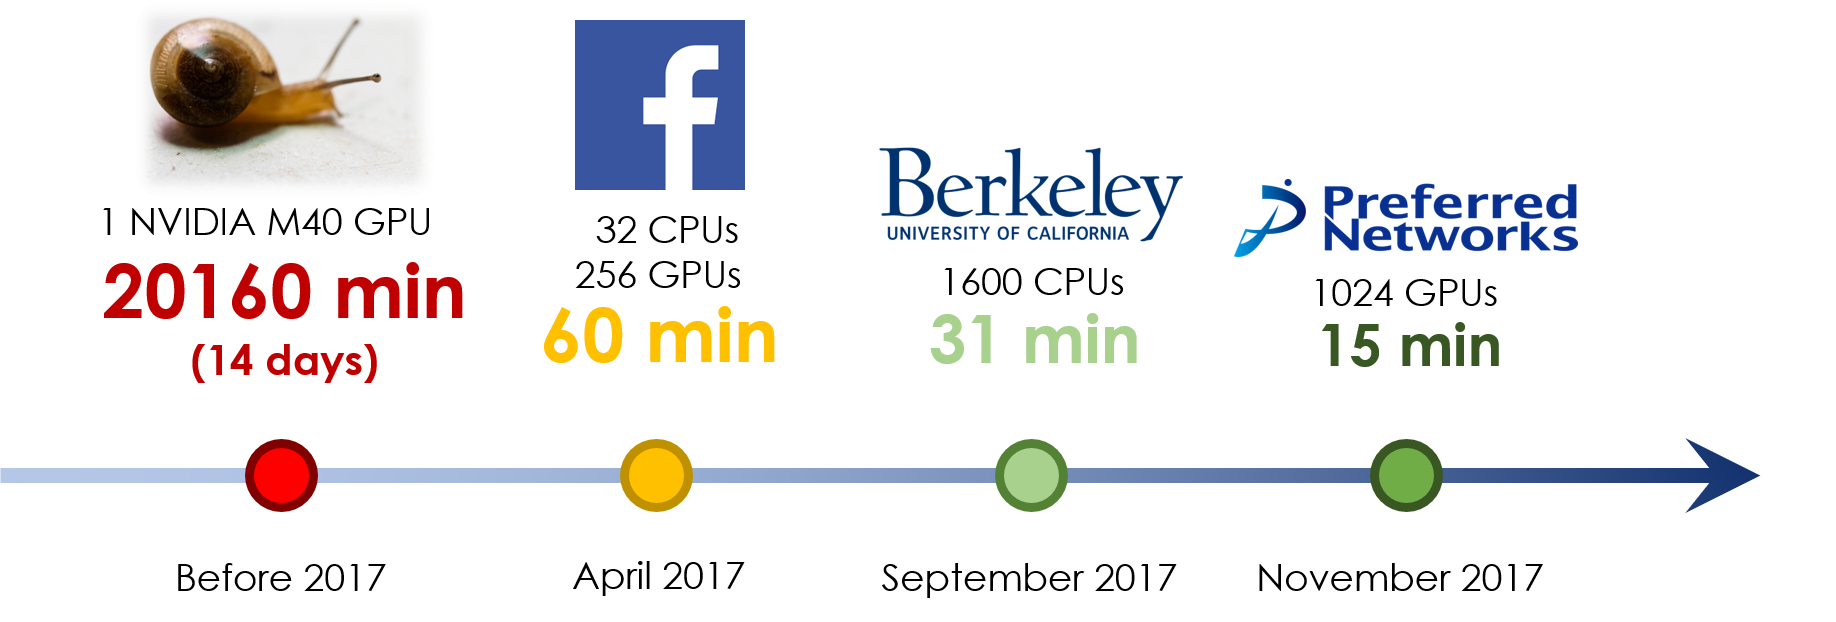 1 NVIDIA M40 GPU
20160 min
(14 days)
Before 2017
f
32 CPUs
256 GPUs
60 min
April 2017
Berkeley
UNIVERSITY OF CALIFORNIA
1600 CPUs
31 min
September 2017
Preferred
Networks
1024 GPUs
15 min
November 2017